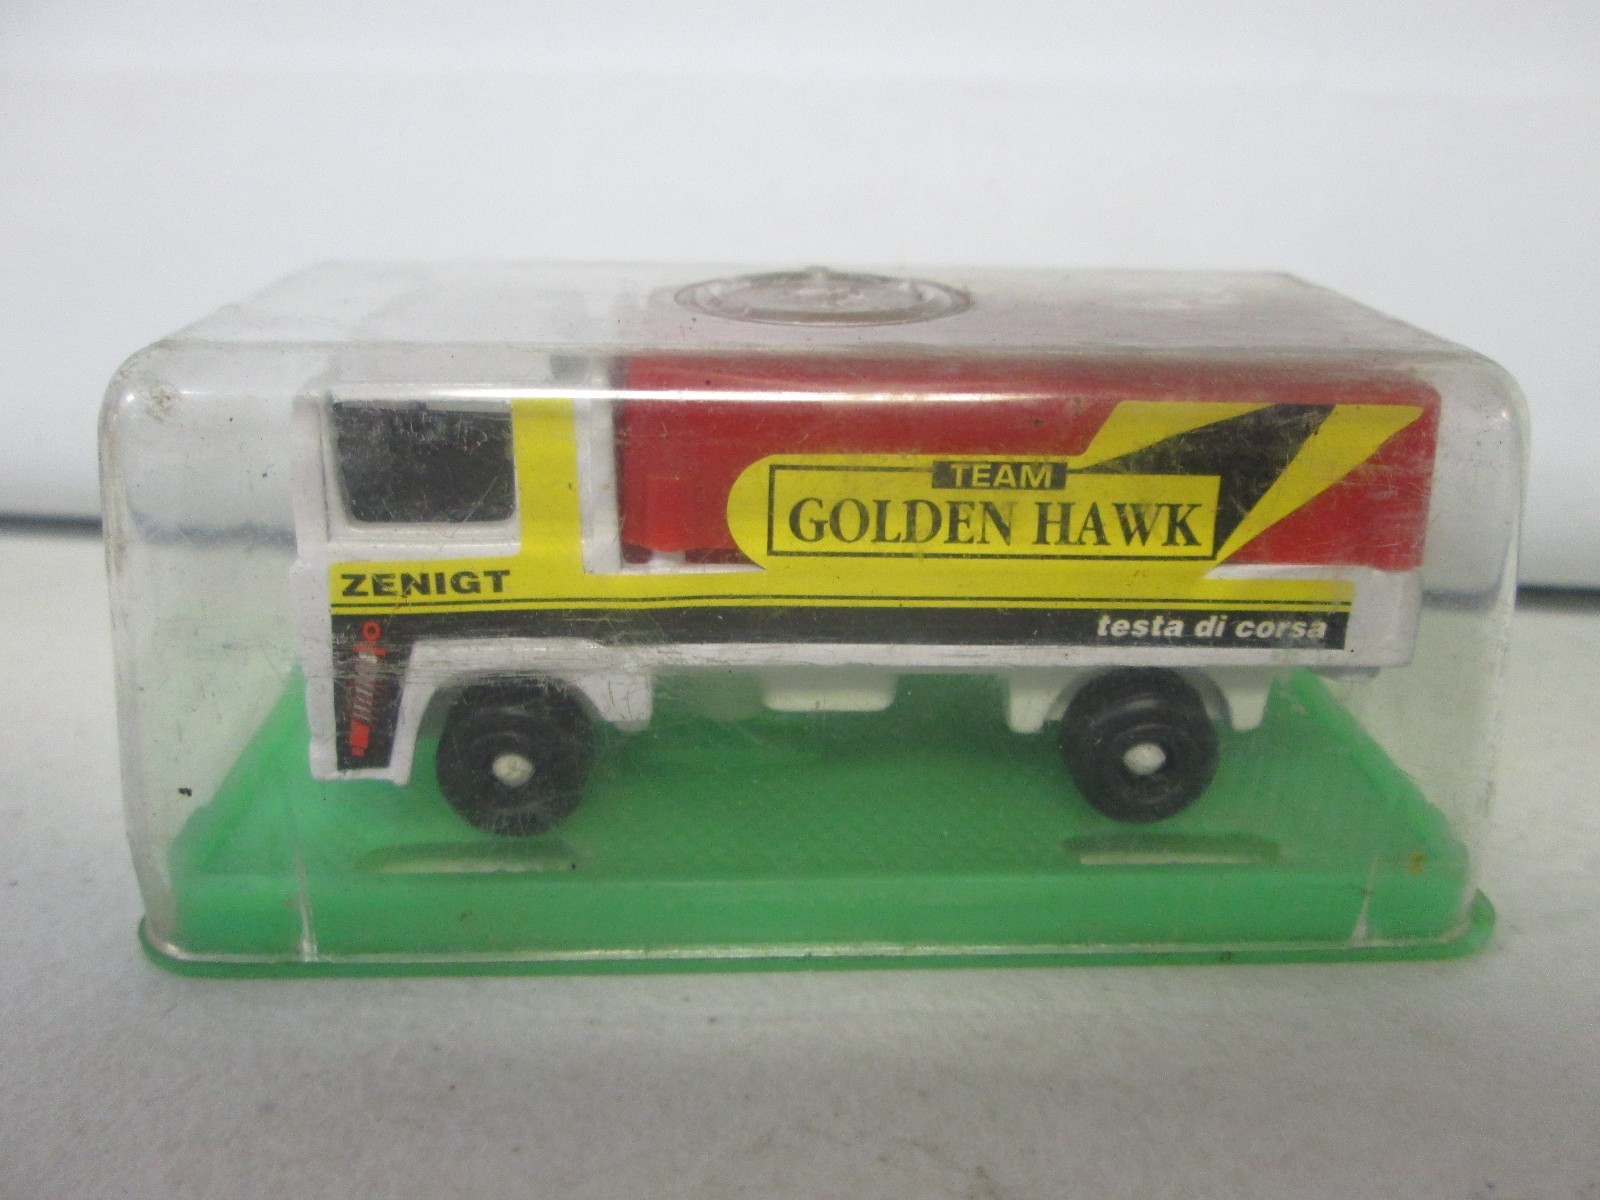 TEAM
GOLDEN HAWK
ZENIGT
testa di corsa